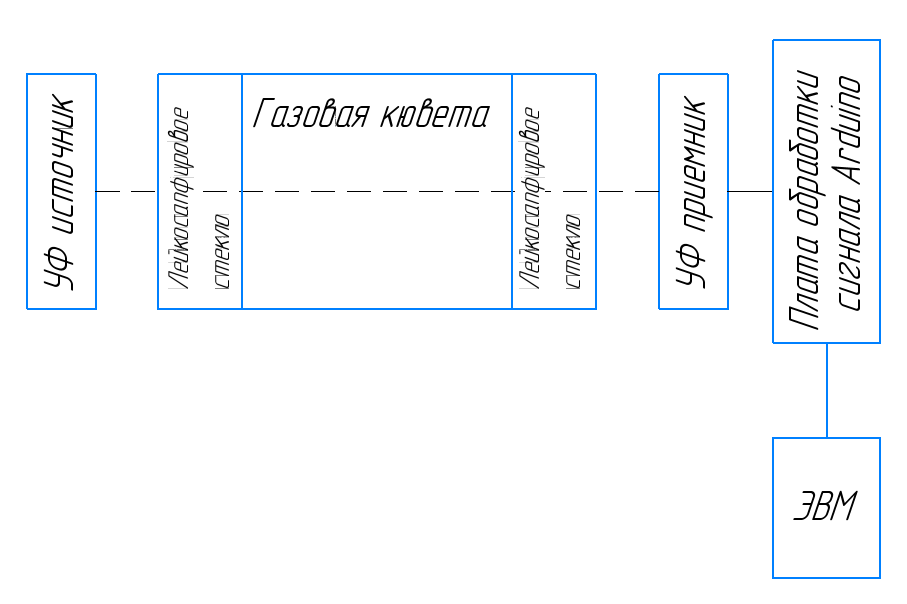 УФ источник
Лейкосапфировое
стекло
Газовая кювета
Лейкосапфировое
стекло
УФ приемник
Плата обработки
сигнала Arduino
ЭВМ